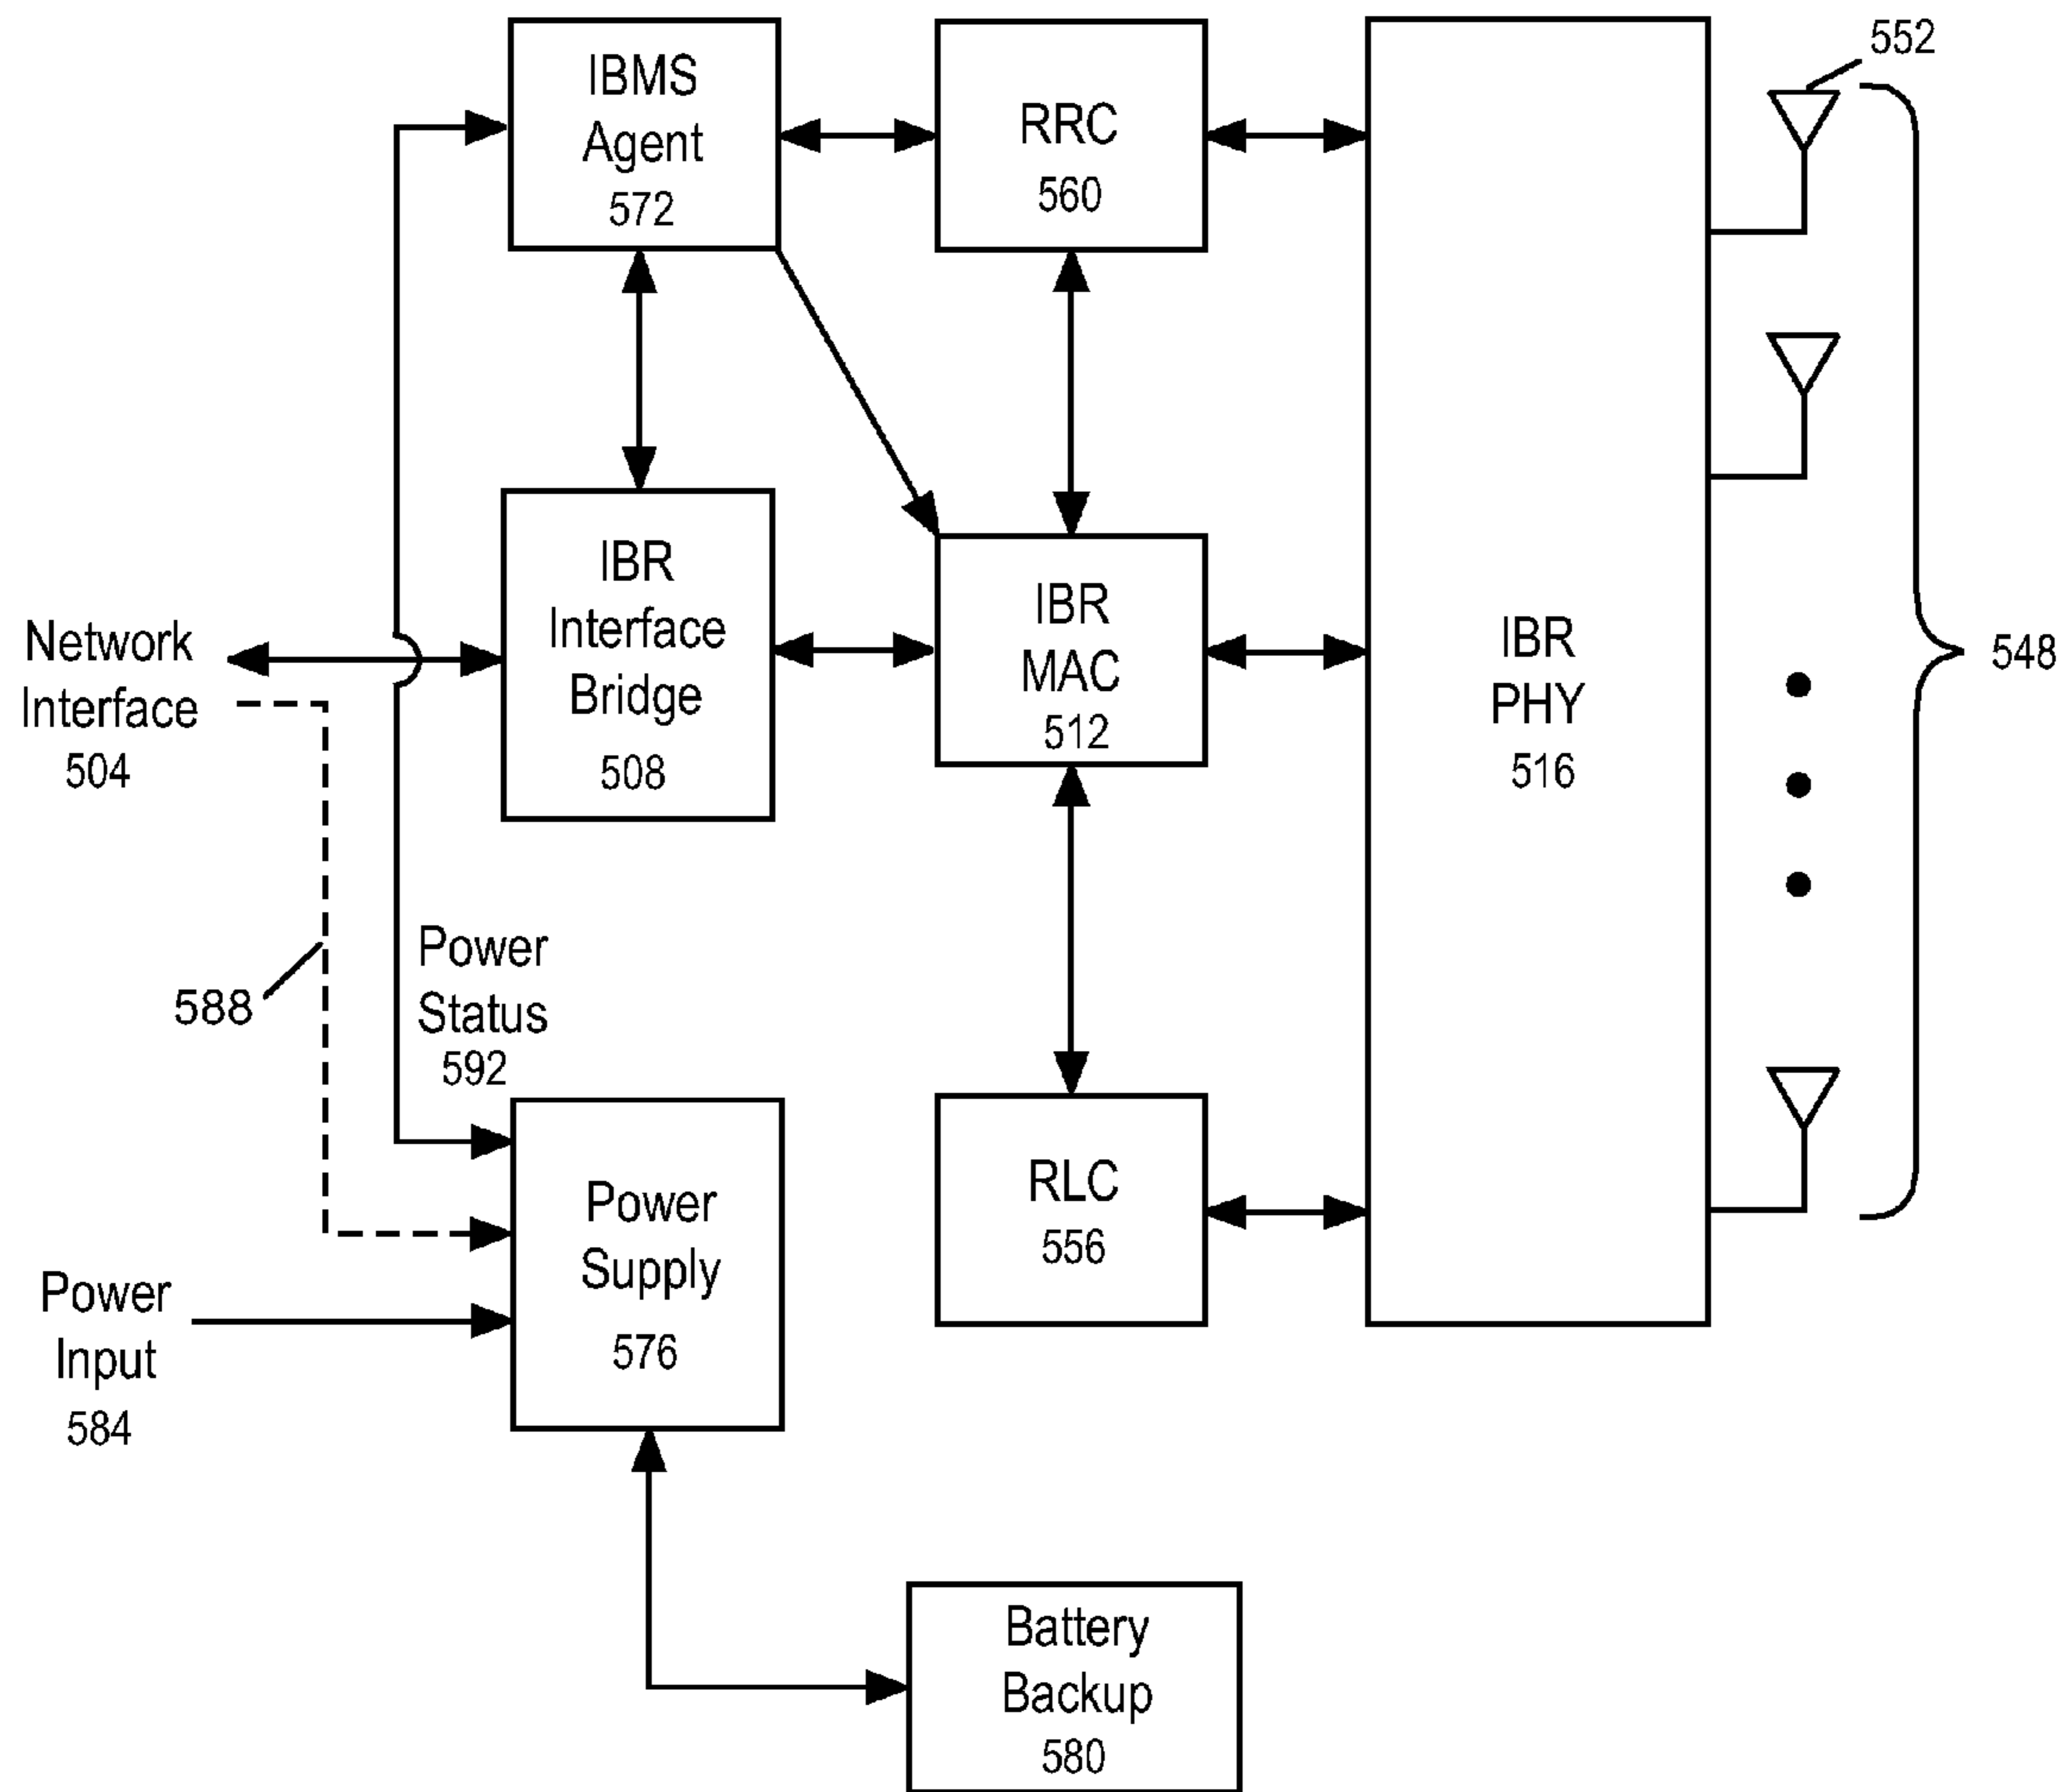 552
IBMS
Agent
572
RRC
560
IBR
Interface
Bridge
508
IBR
MAC
512
IBR
PHY
516
548
Network
Interface
504
588
Power
Status
592
Power
Supply
576
RLC
556
Power
Input
584
Battery
Backup
580